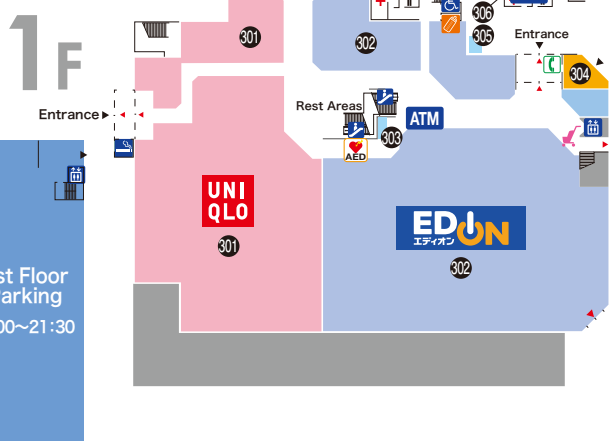 1F
301
302
306
305
Entrance
304
Entrance
Rest Areas
ATM
303
AED
UNI
QLO
301
EDION
エディオン
302
st Floor
arking
00～21:30